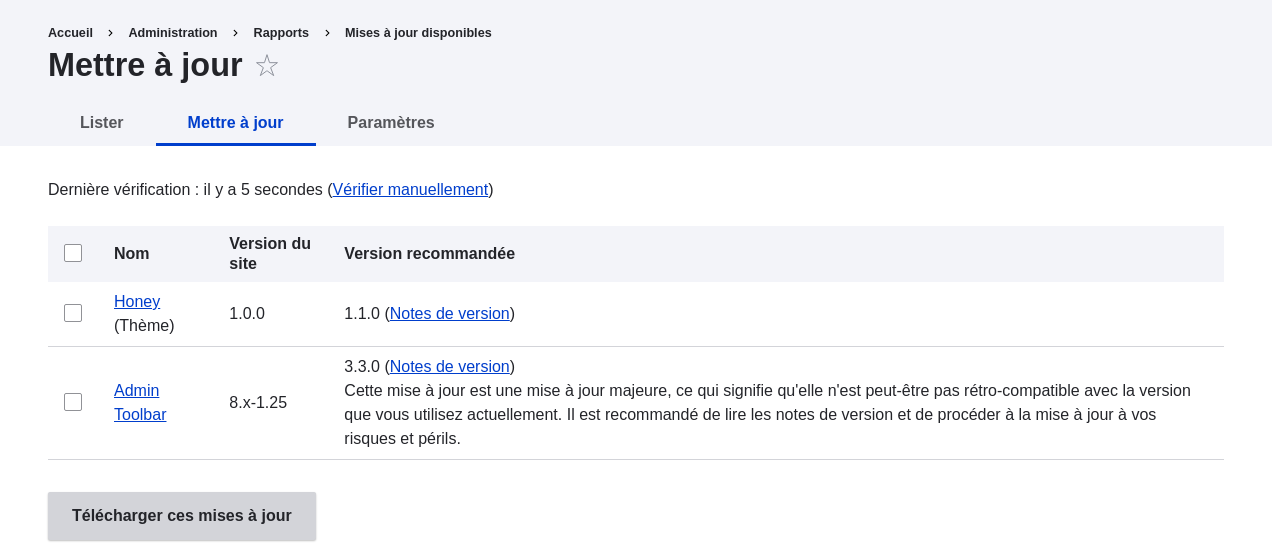 Accueil > Administration > Rapports > Mises à jour disponibles
Mettre à jour ☆
Lister Mettre à jour Paramètres
Dernière vérification : il y a 5 secondes (Vérifier manuellement)
Nom Version du site Version recommandée
Honey (Thème) 1.0.0 1.1.0 (Notes de version)
Admin Toolbar 8.x-1.25 3.3.0 (Notes de version)
Cette mise à jour est une mise à jour majeure, ce qui signifie qu'elle n'est peut-être pas rétro-compatible avec la version
que vous utilisez actuellement. Il est recommandé de lire les notes de version et de procéder à la mise à jour à vos
risques et périls.
Télécharger ces mises à jour